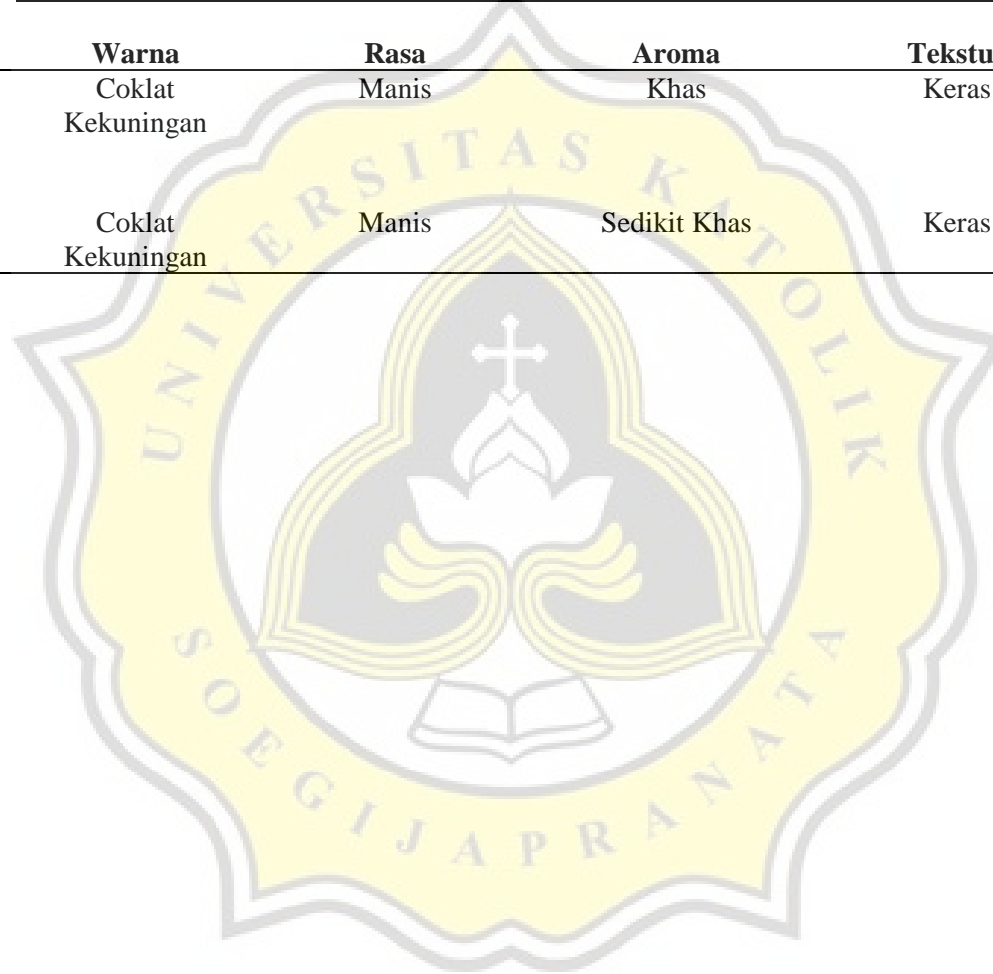 Warna Rasa Aroma Tekstu
Coklat Manis Khas Keras
Kekuningan
Coklat Manis Sedikit Khas Keras
Kekuningan
UNIVERSITAS KATOLIK
SOEGIJAPRANATA